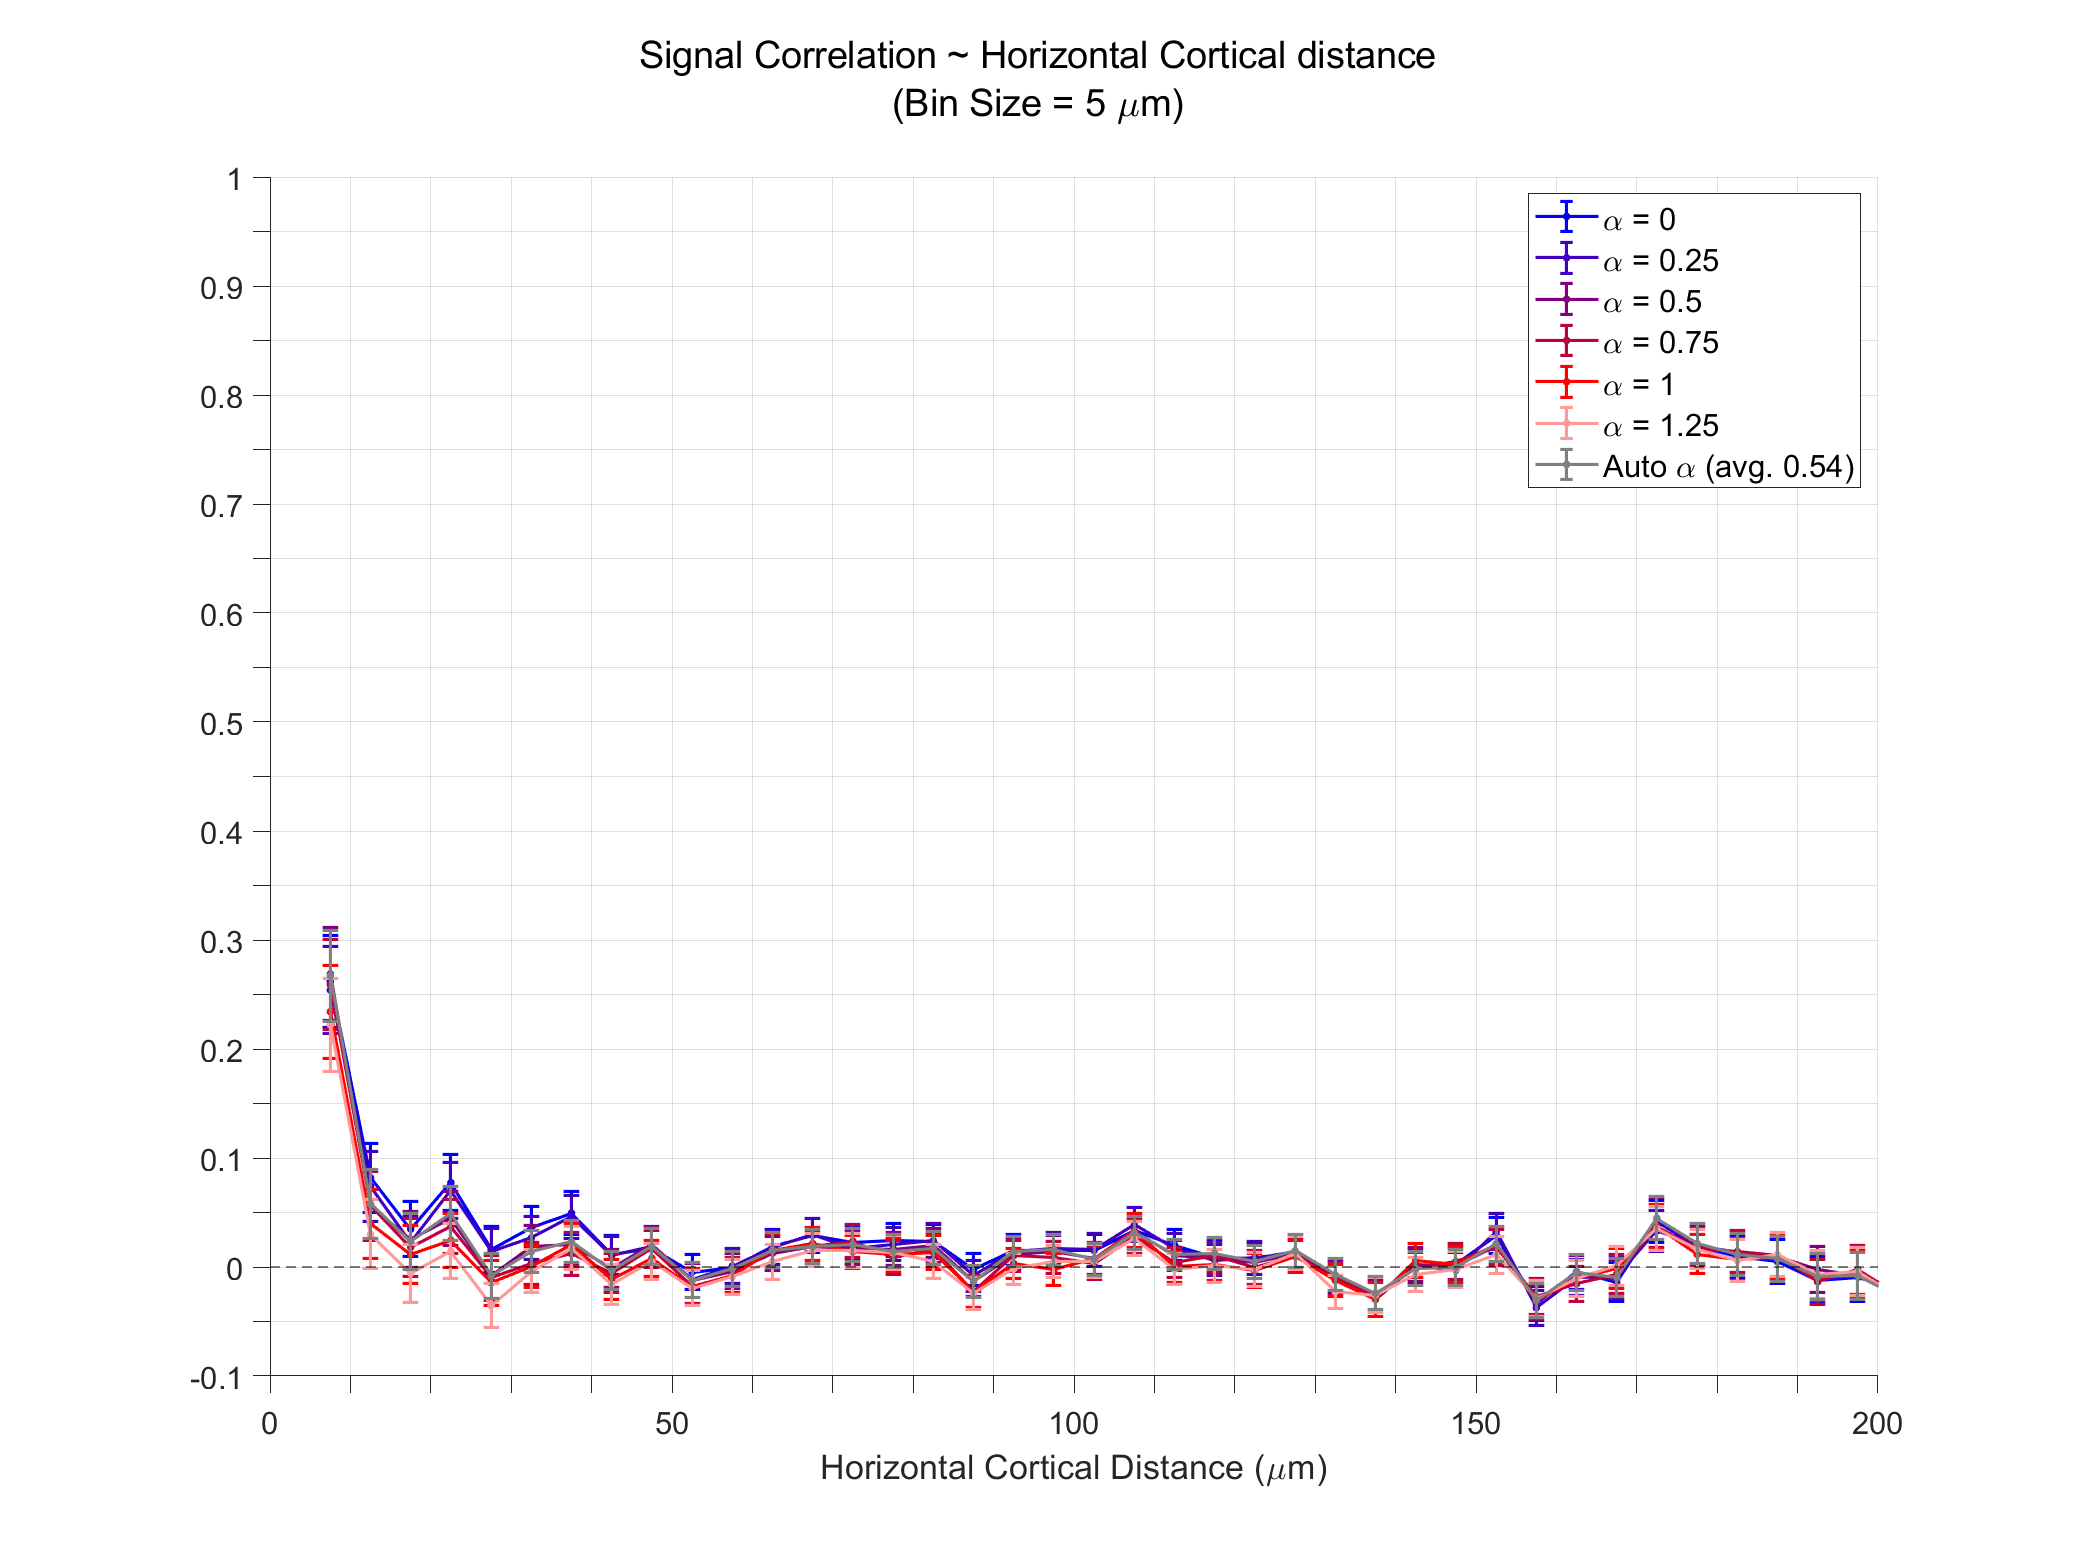 Signal Correlation ~ Horizontal Cortical distance
(Bin Size = 5 μm)
1
0.9
0.8
0.7
0.6
0.5
0.4
0.3
0.2
0.1
0
-0.1
α = 0
α = 0.25
α = 0.5
α = 0.75
α = 1
α = 1.25
Auto α (avg. 0.54)
0 50 100 150 200
Horizontal Cortical Distance (μm)